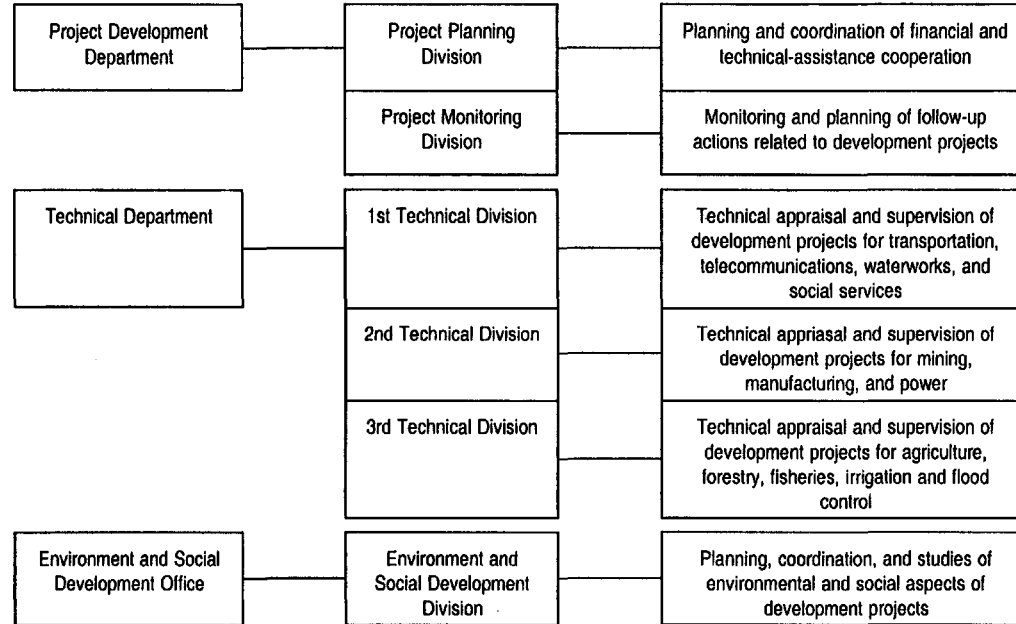 Project Development
Department
Project Planning
Division
Planning and coordination of financial and
technical-assistance cooperation
Project Monitoring
Division
Monitoring and planning of follow-up
actions related to development projects
Technical Department
1st Technical Division
Technical appraisal and supervision of
development projects for transportation,
telecommunications, waterworks, and
social services
2nd Technical Division
Technical appriasal and supervision of
development projects for mining,
manufacturing, and power
3rd Technical Division
Technical appraisal and supervision of
development projects for agriculture,
forestry, fisheries, irrigation and flood
control
Environment and Social
Development Office
Environment and
Social Development
Division
Planning, coordination, and studies of
environmental and social aspects of
development projects